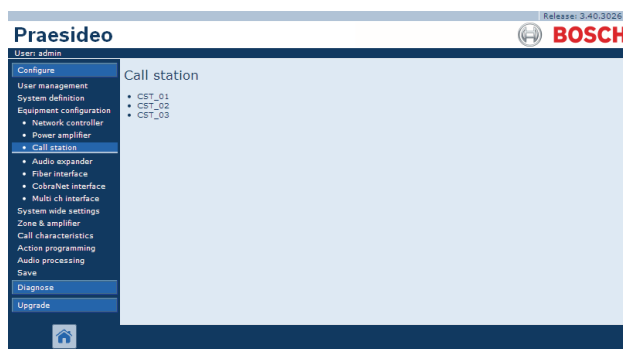 Release: 3.40.3026
Praesideo
BOSCH
User: admin
Configure
User management
System definition
Equipment configuration
• Network controller
• Power amplifier
• Call station
• Audio expander
• Fiber interface
• CobraNet interface
• Multi ch interface
System wide settings
Zone & amplifier
Call characteristics
Action programming
Audio processing
Save
Diagnose
Upgrade
Call station
• CST_01
• CST_02
• CST_03